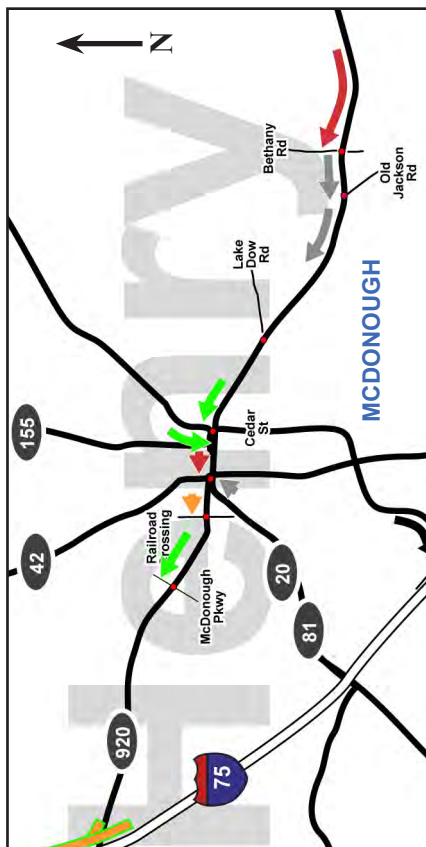 N
Henry
920
42
155
Railroad
Crossing
McDonough
Pkwy
Cedar
St
Lake
Dow
Rd
Bethany
Rd
Old
Jackson
Rd
MCDONOUGH
20
81
75